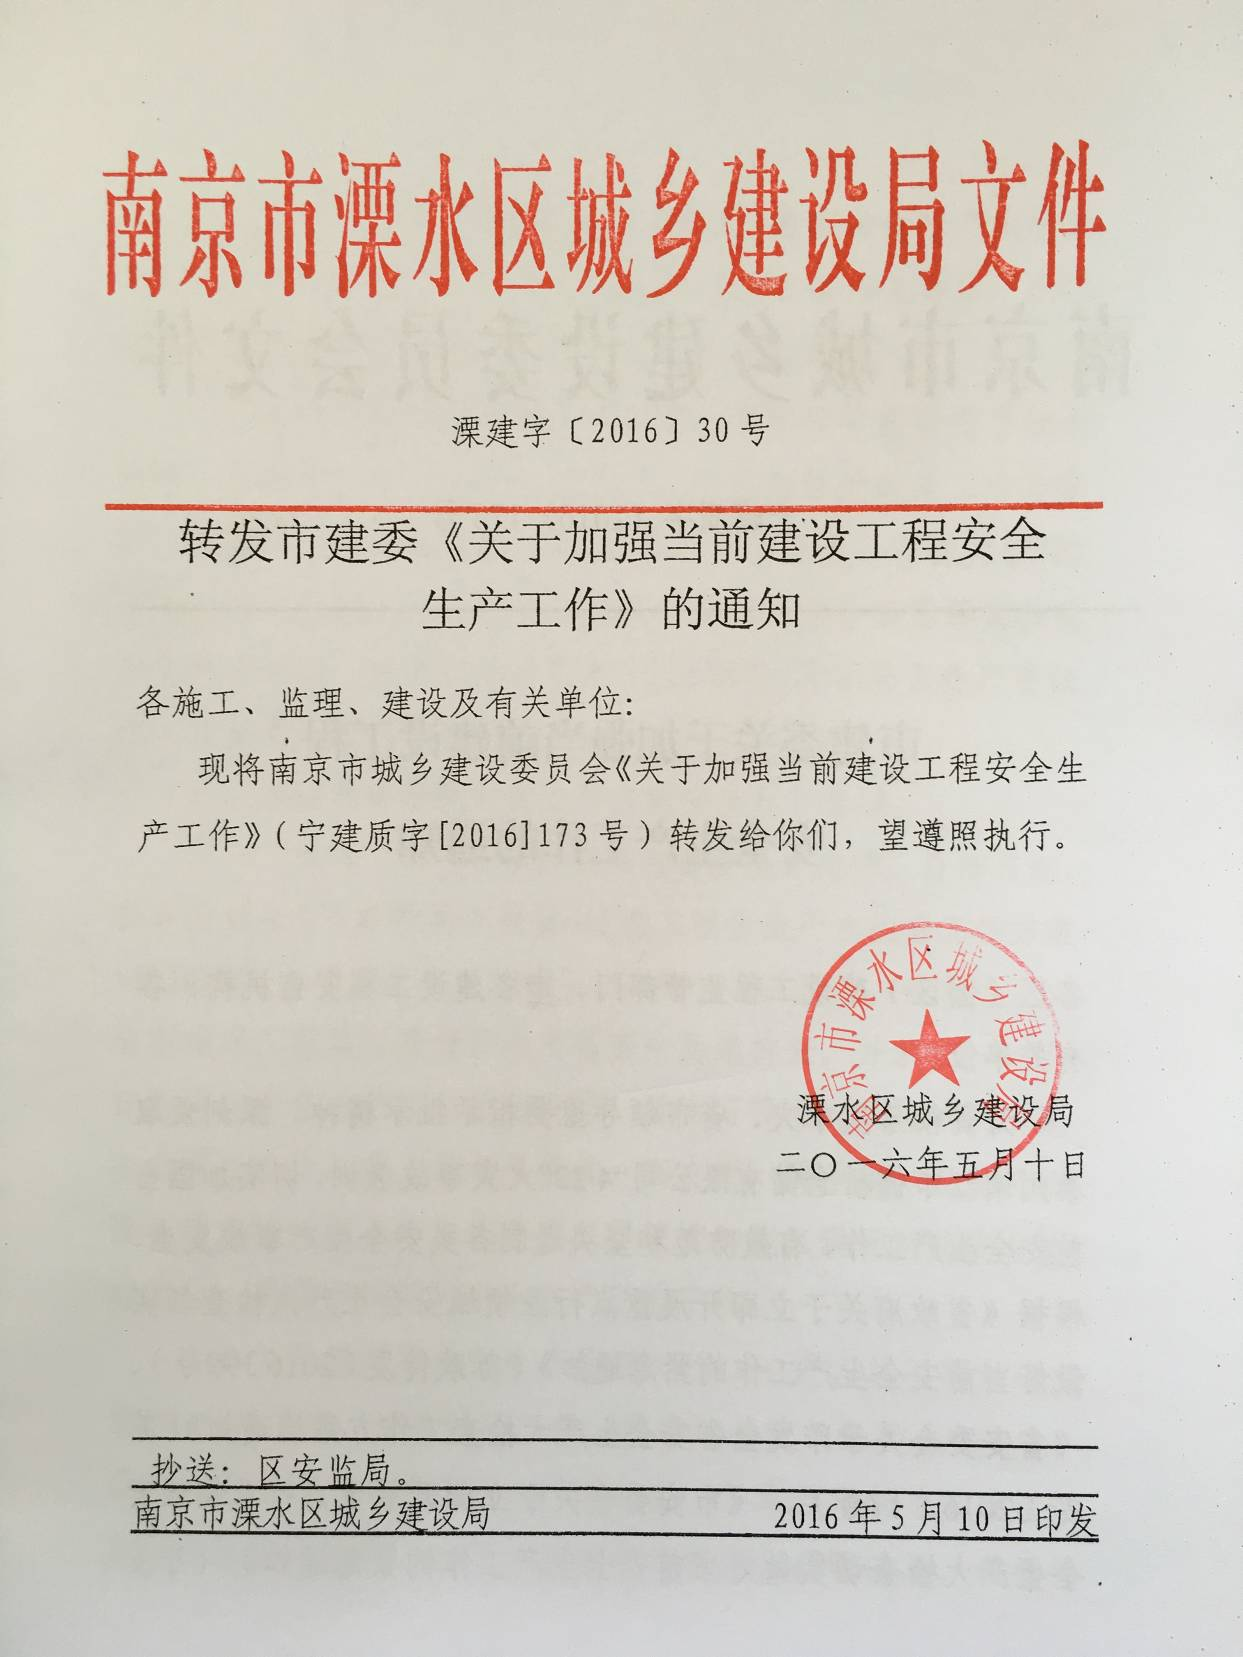 南京市溧水区城乡建设局文件
溧建字〔2016〕30号
转发市建委《关于加强当前建设工程安全
生产工作》的通知
各施工、监理、建设及有关单位：
现将南京市城乡建设委员会《关于加强当前建设工程安全生
产工作》（宁建质字[2016]173号）转发给你们，望遵照执行。
南京市溧水区城乡建设局
溧水区城乡建设局
二〇一六年五月十日
抄送：区安监局。
南京市溧水区城乡建设局 2016年5月10日印发